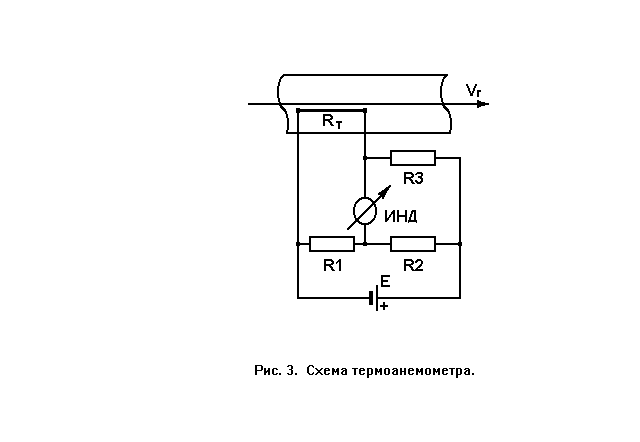 Vг
Rт
R3
ИНД
R1
R2
E
+
Рис. 3. Схема термоанемометра.